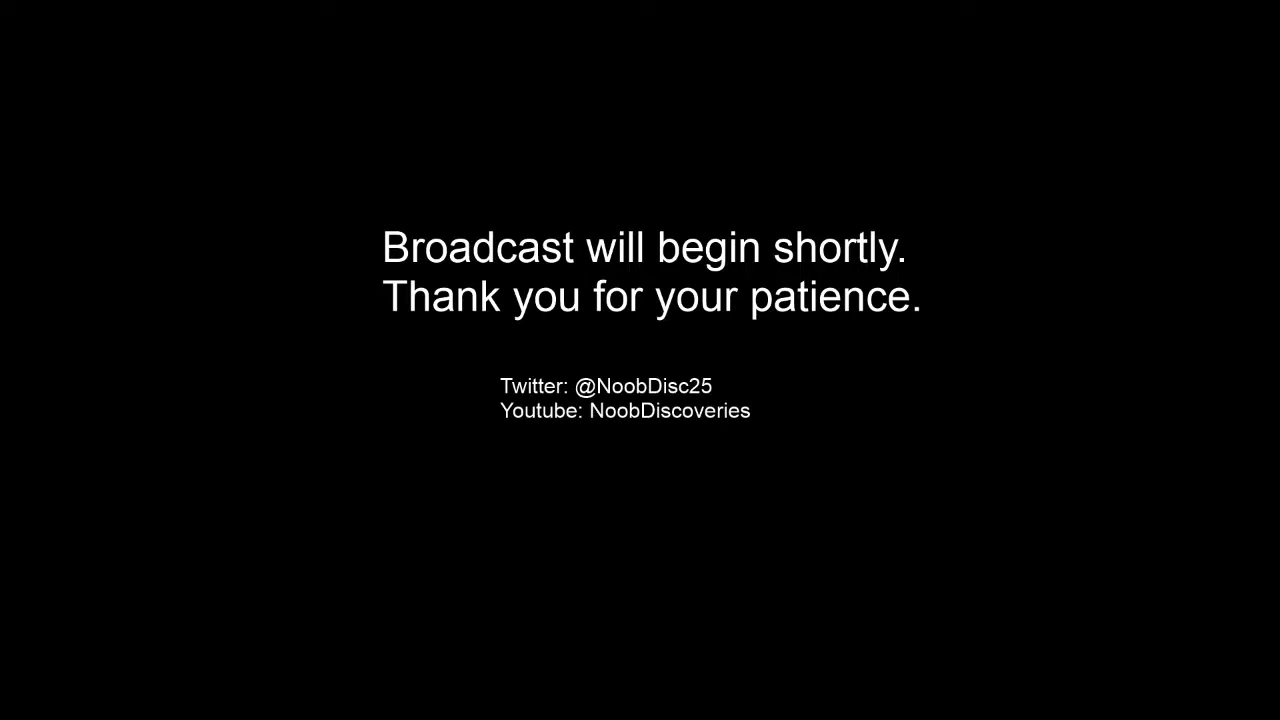 Broadcast will begin shortly.
Thank you for your patience.
Twitter: @NoobDisc25
Youtube: NoobDiscoveries